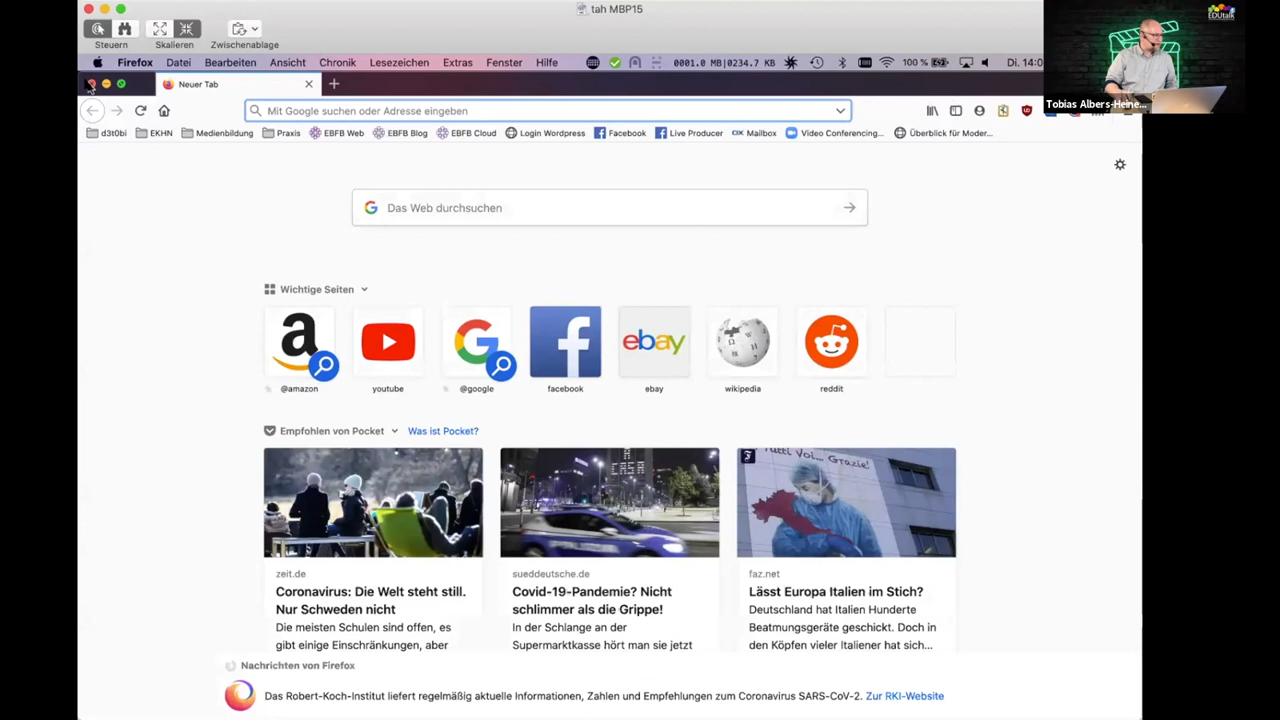 tah MBP15
EDUtalk
Steuern
Skalieren
Zwischenablage
Firefox Datei Bearbeiten Ansicht Chronik Lesezeichen Extras Fenster Hilfe 0001.0 MB|0234.7 KB 100 % Di. 14:0
Neuer Tab
Tobias Albers-Heine...
Mit Google suchen oder Adresse eingeben
d3t0bi EKHN Medienbildung Praxis EBFB Web EBFB Blog EBFB Cloud Login Wordpress Facebook Live Producer Mailbox Video Conferencing... Überblick für Moder...
Das Web durchsuchen
Wichtige Seiten
ebay
@amazon youtube @google facebook ebay wikipedia reddit
Empfohlen von Pocket Was ist Pocket?
Tutti voi... Grazie!
zeit.de
Coronavirus: Die Welt steht still.
Nur Schweden nicht
Die meisten Schulen sind offen, es
gibt einige Einschränkungen, aber
sueddeutsche.de
Covid-19-Pandemie? Nicht
schlimmer als die Grippe!
In der Schlange an der
Supermarktkasse hört man sie jetzt
faz.net
Lässt Europa Italien im Stich?
Deutschland hat Italien Hunderte
Beatmungsgeräte geschickt. Doch in
den Köpfen vieler Italiener hat sich...
Nachrichten von Firefox
Das Robert-Koch-Institut liefert regelmäßig aktuelle Informationen, Zahlen und Empfehlungen zum Coronavirus SARS-CoV-2. Zur RKI-Website